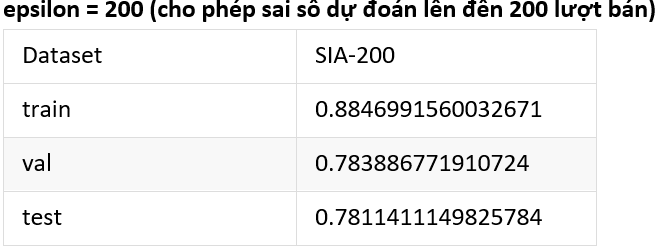 epsilon = 200 (cho phép sai số dự đoán lên đến 200 lượt bán)
Dataset SIA-200
train 0.8846991560032671
val 0.783886771910724
test 0.7811411149825784